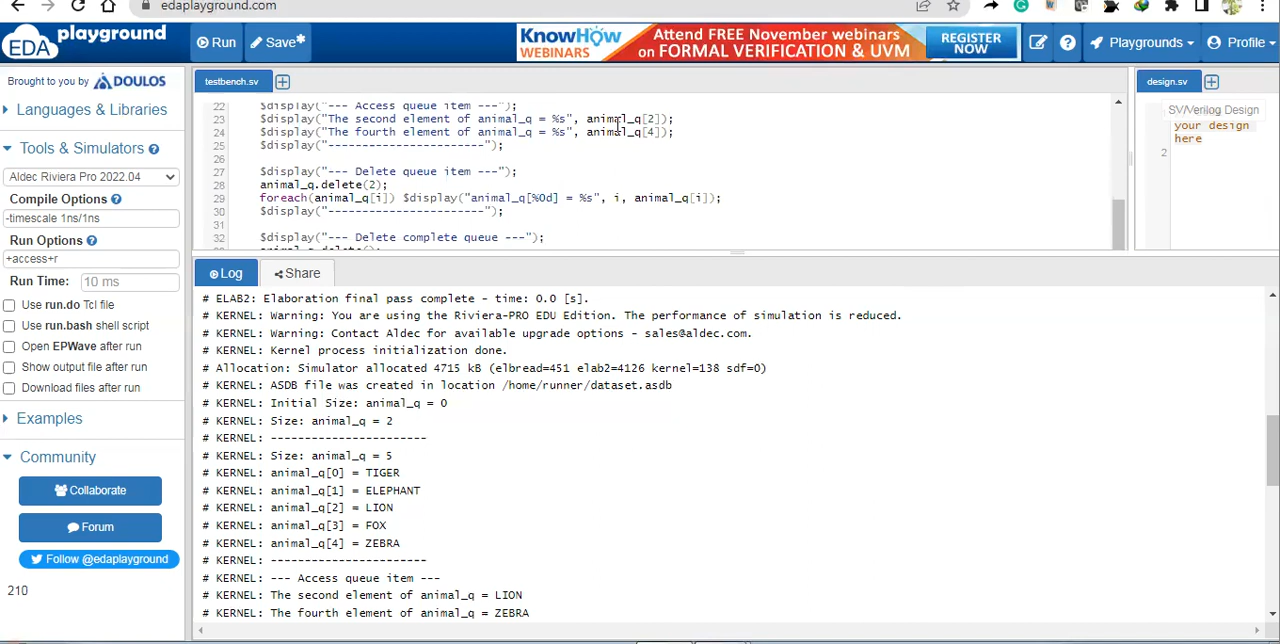 edaplayground.com
EDA playground
Run
Save*
KnowHow
WEBINARS
Attend FREE November webinars
on FORMAL VERIFICATION & UVM
REGISTER
NOW
Playgrounds
Profile
Brought to you by DOULOS
Languages & Libraries
Tools & Simulators
Aldec Riviera Pro 2022.04
Compile Options
-timescale 1ns/1ns
Run Options
+access+r
Run Time: 10 ms
Use run.do Tcl file
Use run.bash shell script
Open EPWave after run
Show output file after run
Download files after run
Examples
Community
Collaborate
Forum
Follow @edaplayground
210
testbench.sv
22 $display("--- Access queue item ---");
23 $display("The second element of animal_q = %s", animal_q[2]);
24 $display("The fourth element of animal_q = %s", animal_q[4]);
25 $display("-----------------------");
26
27 $display("--- Delete queue item ---");
28 animal_q.delete(2);
29 foreach(animal_q[i]) $display("animal_q[%0d] = %s", i, animal_q[i]);
30 $display("-----------------------");
31
32 $display("--- Delete complete queue ---");
design.sv
SV/Verilog Design
your design
here
2
Log
Share
# ELAB2: Elaboration final pass complete - time: 0.0 [s].
# KERNEL: Warning: You are using the Riviera-PRO EDU Edition. The performance of simulation is reduced.
# KERNEL: Warning: Contact Aldec for available upgrade options - sales@aldec.com.
# KERNEL: Kernel process initialization done.
# Allocation: Simulator allocated 4715 kB (elbread=451 elab2=4126 kernel=138 sdf=0)
# KERNEL: ASDB file was created in location /home/runner/dataset.asdb
# KERNEL: Initial Size: animal_q = 0
# KERNEL: Size: animal_q = 2
# KERNEL: -----------------------
# KERNEL: Size: animal_q = 5
# KERNEL: animal_q[0] = TIGER
# KERNEL: animal_q[1] = ELEPHANT
# KERNEL: animal_q[2] = LION
# KERNEL: animal_q[3] = FOX
# KERNEL: animal_q[4] = ZEBRA
# KERNEL: -----------------------
# KERNEL: --- Access queue item ---
# KERNEL: The second element of animal_q = LION
# KERNEL: The fourth element of animal_q = ZEBRA